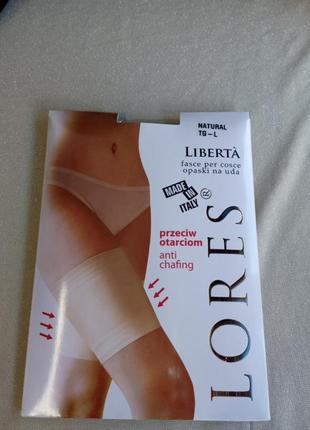 NATURAL
TG-L
LIBERTÀ
fasce per cosce
opaski na uda
MADE
IN
ITALY
®
przeciw
otarciom
anti
chafing
LORES